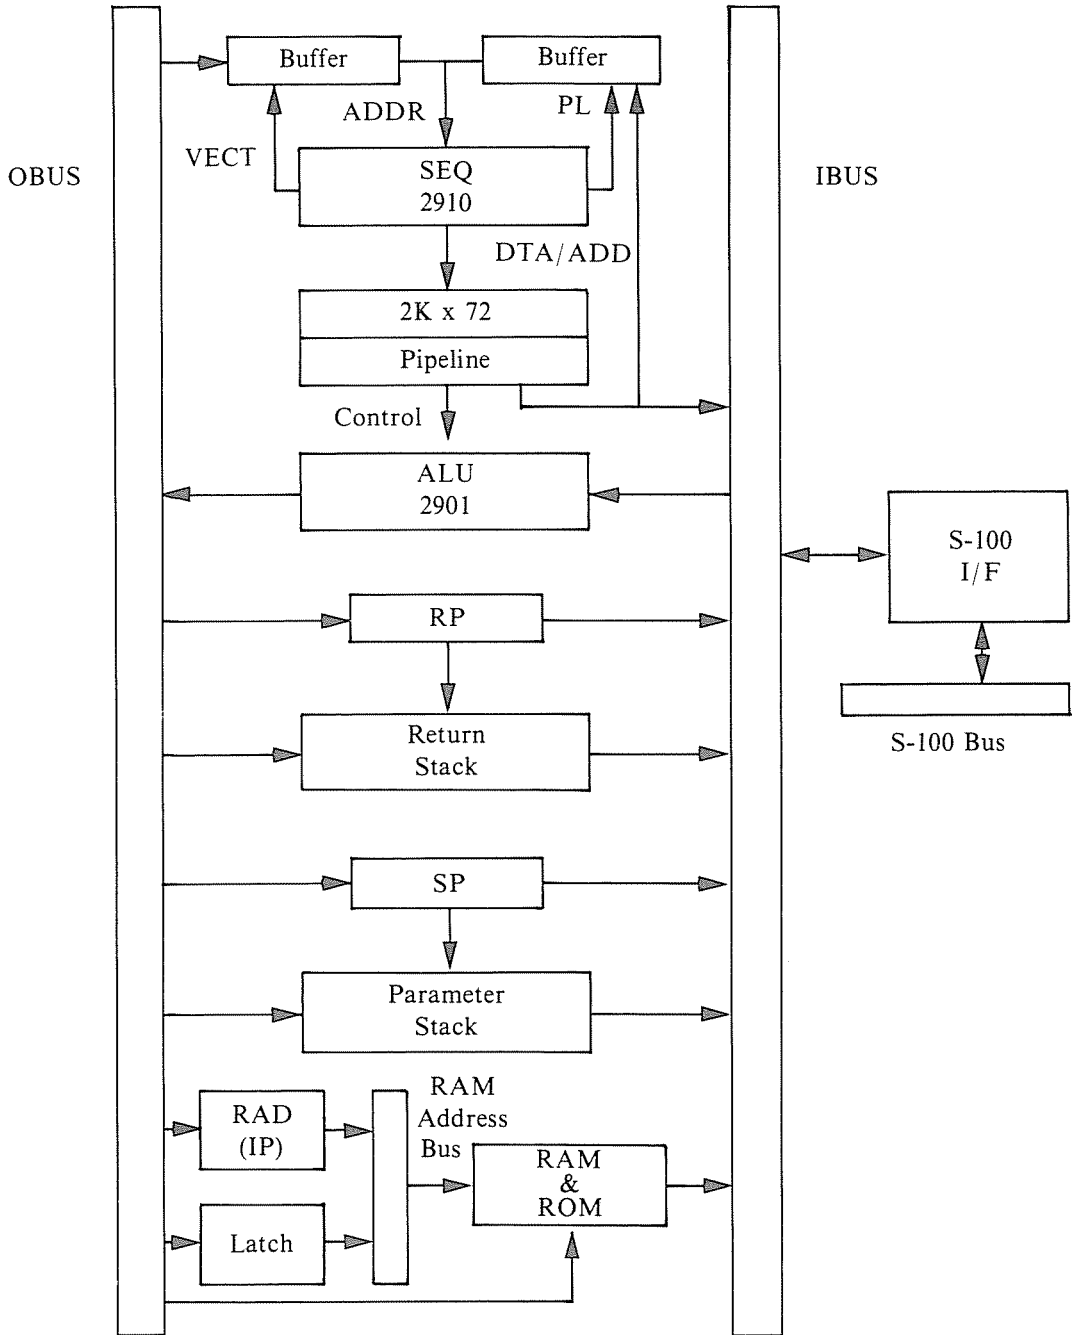 Buffer
Buffer
ADDR
PL
VECT
OBUS
SEQ
2910
IBUS
DTA/ADD
2K x 72
Pipeline
Control
ALU
2901
S-100
I/F
RP
Return
Stack
S-100 Bus
SP
Parameter
Stack
RAM
Address
Bus
RAD
(IP)
RAM
&
ROM
Latch